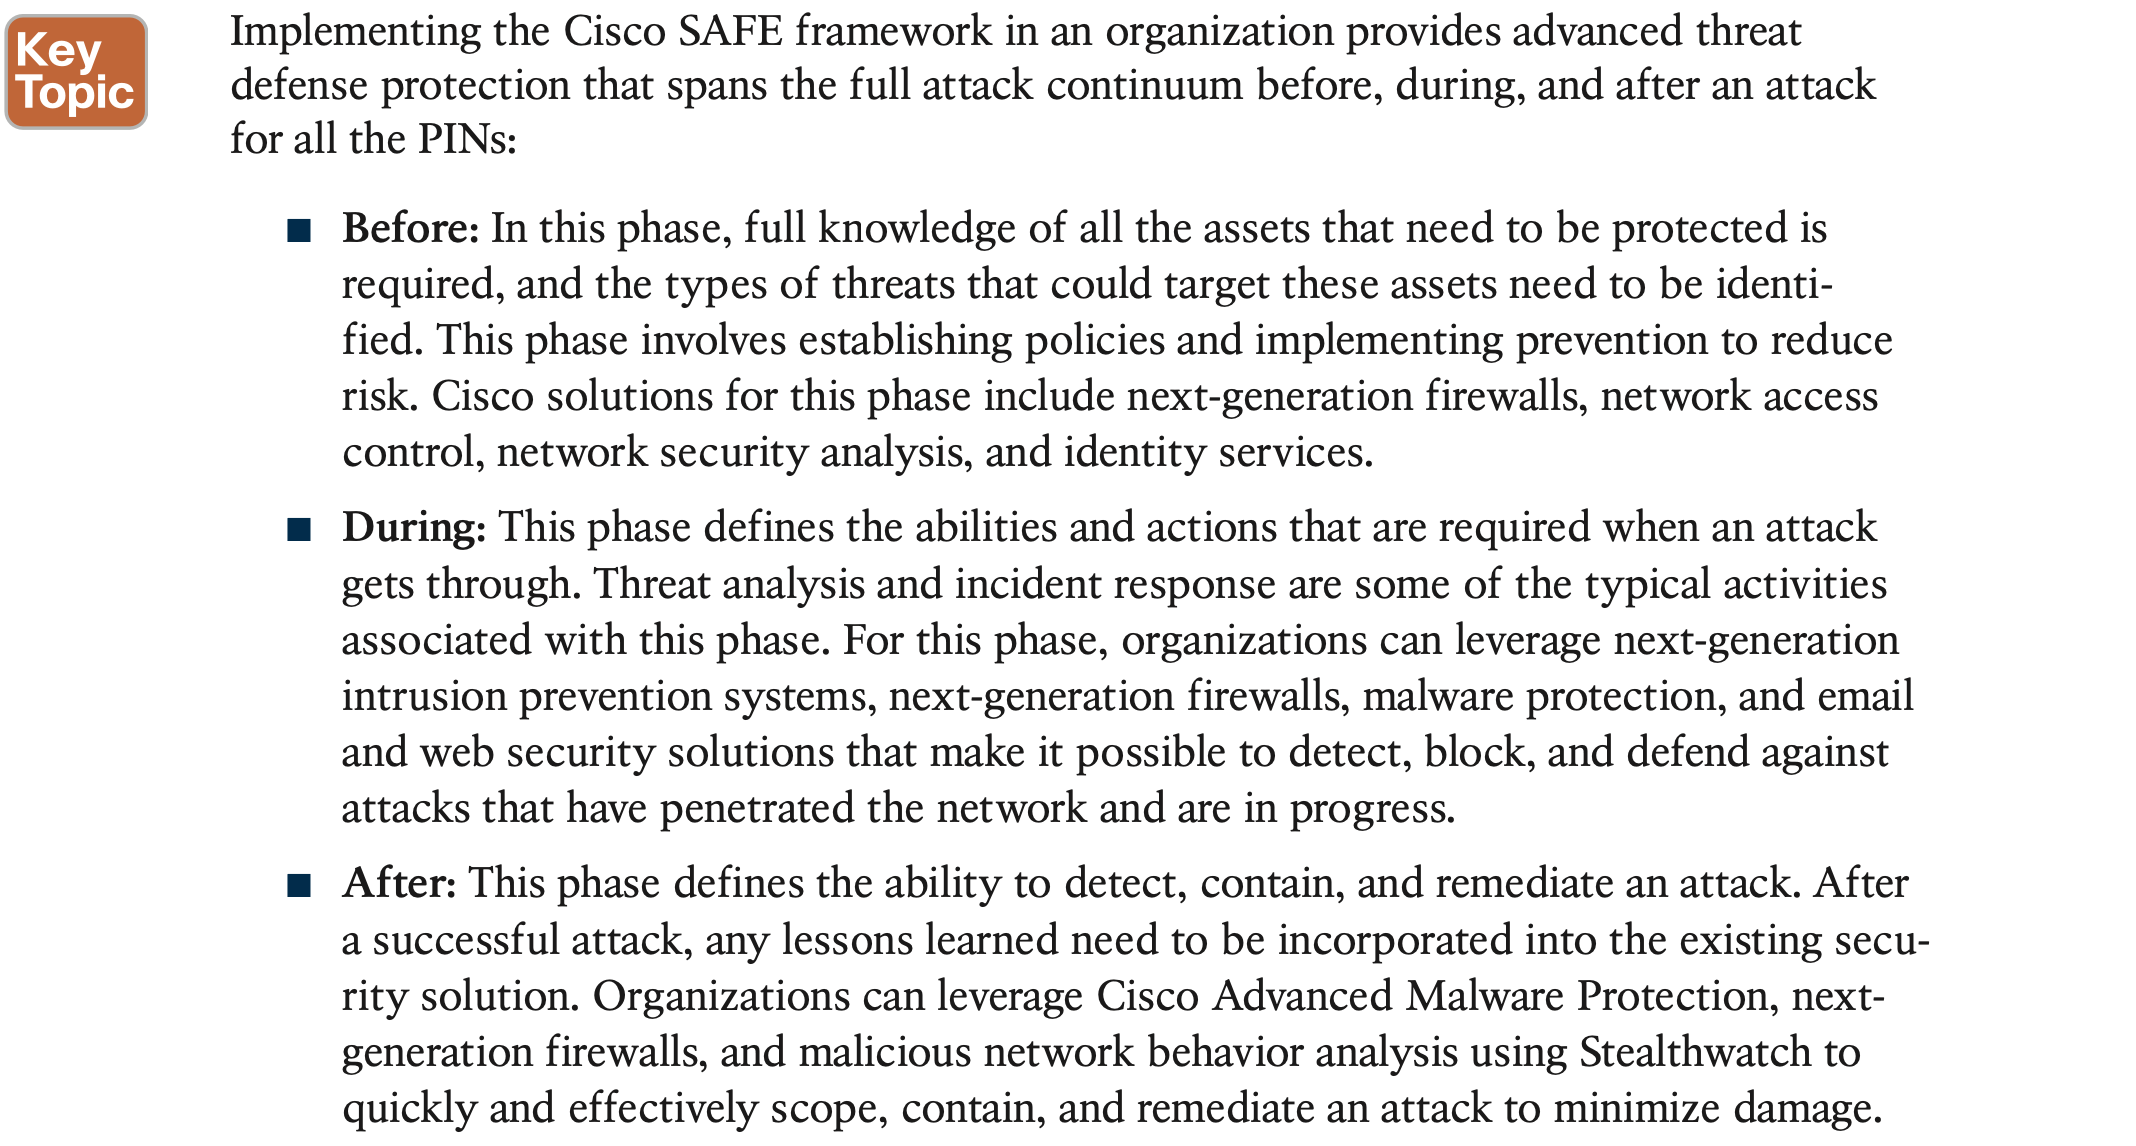 Key
Topic
Implementing the Cisco SAFE framework in an organization provides advanced threat
defense protection that spans the full attack continuum before, during, and after an attack
for all the PINs:
■ Before: In this phase, full knowledge of all the assets that need to be protected is
required, and the types of threats that could target these assets need to be identi-
fied. This phase involves establishing policies and implementing prevention to reduce
risk. Cisco solutions for this phase include next-generation firewalls, network access
control, network security analysis, and identity services.
■ During: This phase defines the abilities and actions that are required when an attack
gets through. Threat analysis and incident response are some of the typical activities
associated with this phase. For this phase, organizations can leverage next-generation
intrusion prevention systems, next-generation firewalls, malware protection, and email
and web security solutions that make it possible to detect, block, and defend against
attacks that have penetrated the network and are in progress.
■ After: This phase defines the ability to detect, contain, and remediate an attack. After
a successful attack, any lessons learned need to be incorporated into the existing secu-
rity solution. Organizations can leverage Cisco Advanced Malware Protection, next-
generation firewalls, and malicious network behavior analysis using Stealthwatch to
quickly and effectively scope, contain, and remediate an attack to minimize damage.